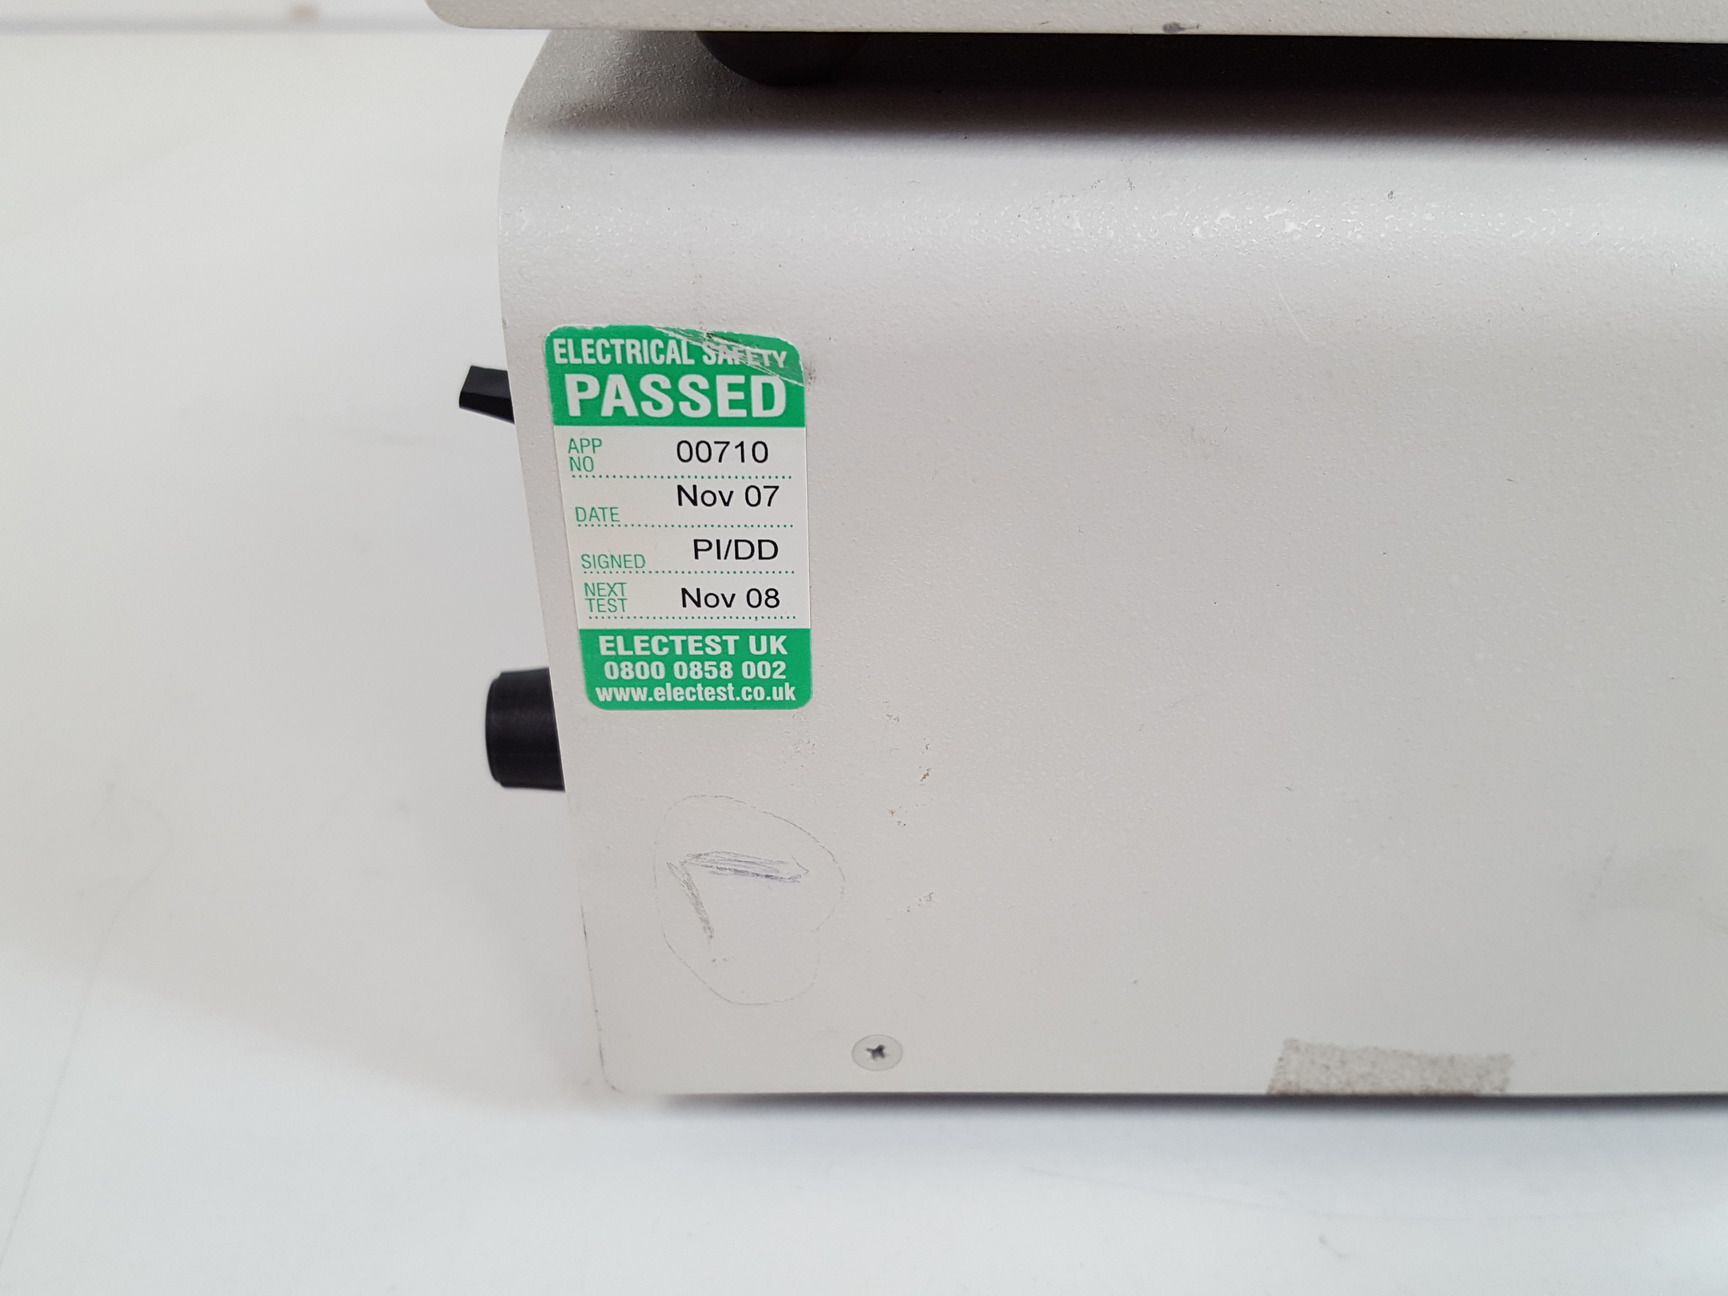 ELECTRICAL SAFETY
PASSED
APP NO 00710
DATE Nov 07
SIGNED PI/DD
NEXT TEST Nov 08
ELECTEST UK
0800 0858 002
www.electest.co.uk